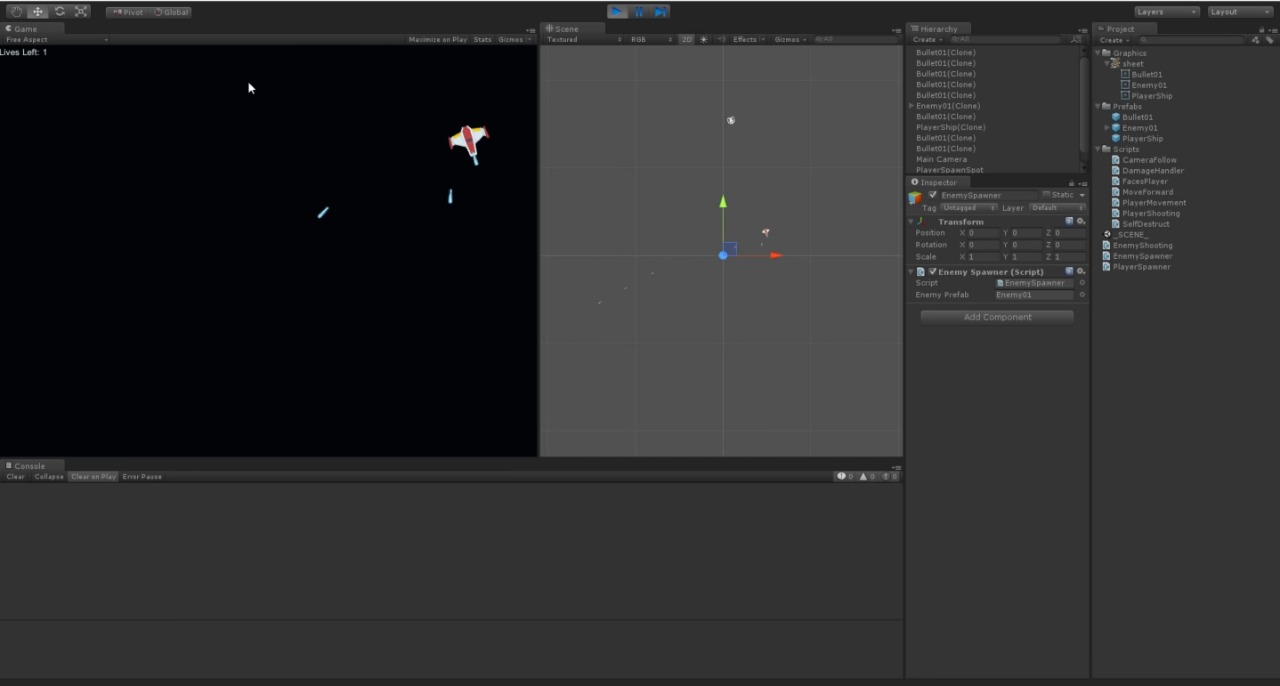 Pivot Global
Layers Layout
Game
Free Aspect Maximize on Play Stats Gizmos
Lives Left: 1
Scene
Textured RGB 2D Effects Gizmos All
Hierarchy
Create All
Bullet01(Clone)
Bullet01(Clone)
Bullet01(Clone)
Bullet01(Clone)
Bullet01(Clone)
Enemy01(Clone)
Bullet01(Clone)
PlayerShip(Clone)
Bullet01(Clone)
Bullet01(Clone)
Main Camera
PlayerSpawnSpot
Inspector
EnemySpawner Static
Tag Untagged Layer Default
Transform
Position X 0 Y 0 Z 0
Rotation X 0 Y 0 Z 0
Scale X 1 Y 1 Z 1
Enemy Spawner (Script)
Script EnemySpawner
Enemy Prefab Enemy01
Add Component
Project
Create
Graphics
sheet
Bullet01
Enemy01
PlayerShip
Prefabs
Bullet01
Enemy01
PlayerShip
Scripts
CameraFollow
DamageHandler
FacesPlayer
MoveForward
PlayerMovement
PlayerShooting
SelfDestruct
_SCENE_
EnemyShooting
EnemySpawner
PlayerSpawner
Console
Clear Collapse Clear on Play Error Pause 0 0 0